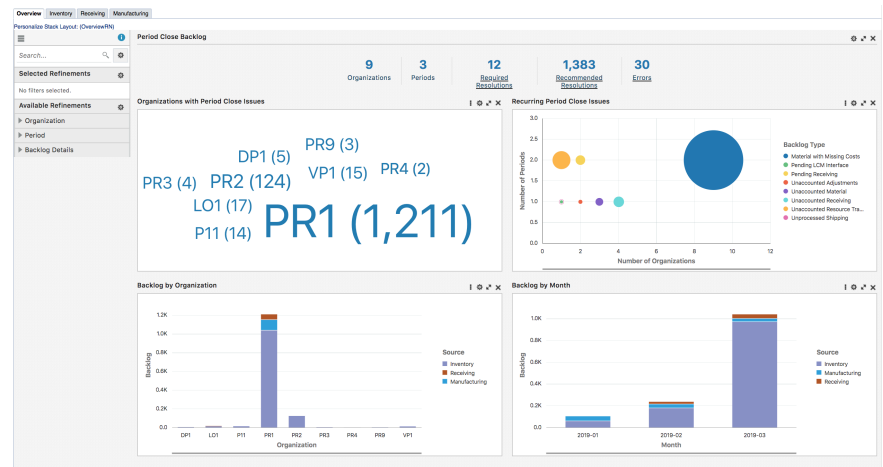 Overview Inventory Receiving Manufacturing
Personalize Stack Layout: (OverviewRN)
Search...
Selected Refinements
No filters selected.
Available Refinements
Organization
Period
Backlog Details
Period Close Backlog
9 3 12 1,383 30
Organizations Periods Required Recommended Errors
Resolutions Resolutions
Organizations with Period Close Issues
PR9 (3)
DP1 (5)
PR4 (2)
VP1 (15)
PR3 (4) PR2 (124)
LO1 (17)
PR1 (1,211)
P11 (14)
Recurring Period Close Issues
Number of Periods
3.0
2.5
2.0
1.5
1.0
0.5
0.0
0 2 4 6 8 10 12
Number of Organizations
Backlog Type
Material with Missing Costs
Pending LCM Interface
Pending Receiving
Unaccounted Adjustments
Unaccounted Material
Unaccounted Receiving
Unaccounted Resource Tra...
Unprocessed Shipping
Backlog by Organization
Backlog
1.2K
1.0K
0.8K
0.6K
0.4K
0.2K
0.0
DP1 LO1 P11 PR1 PR2 PR3 PR4 PR9 VP1
Organization
Source
Inventory
Receiving
Manufacturing
Backlog by Month
Backlog
1.0K
0.8K
0.6K
0.4K
0.2K
0.0
2019-01 2019-02 2019-03
Month
Source
Inventory
Manufacturing
Receiving